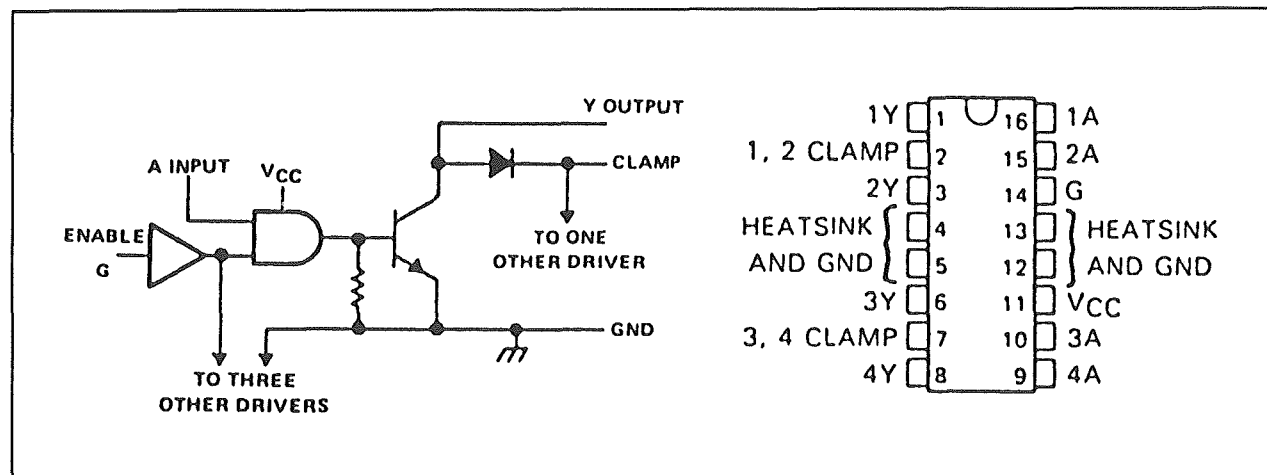 Y OUTPUT
CLAMP
A INPUT
VCC
ENABLE
G
TO ONE
OTHER DRIVER
GND
TO THREE
OTHER DRIVERS
1Y 1 16 1A
1, 2 CLAMP 2 15 2A
2Y 3 14 G
HEATSINK 4 13 HEATSINK
AND GND 5 12 AND GND
3Y 6 11 VCC
3, 4 CLAMP 7 10 3A
4Y 8 9 4A